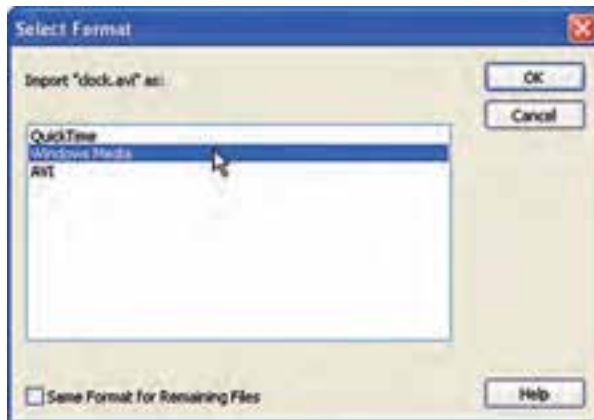 Select Format
Import "clock.avi" as:
OK
Cancel
QuickTime
Windows Media
AVI
Same Format for Remaining Files
Help